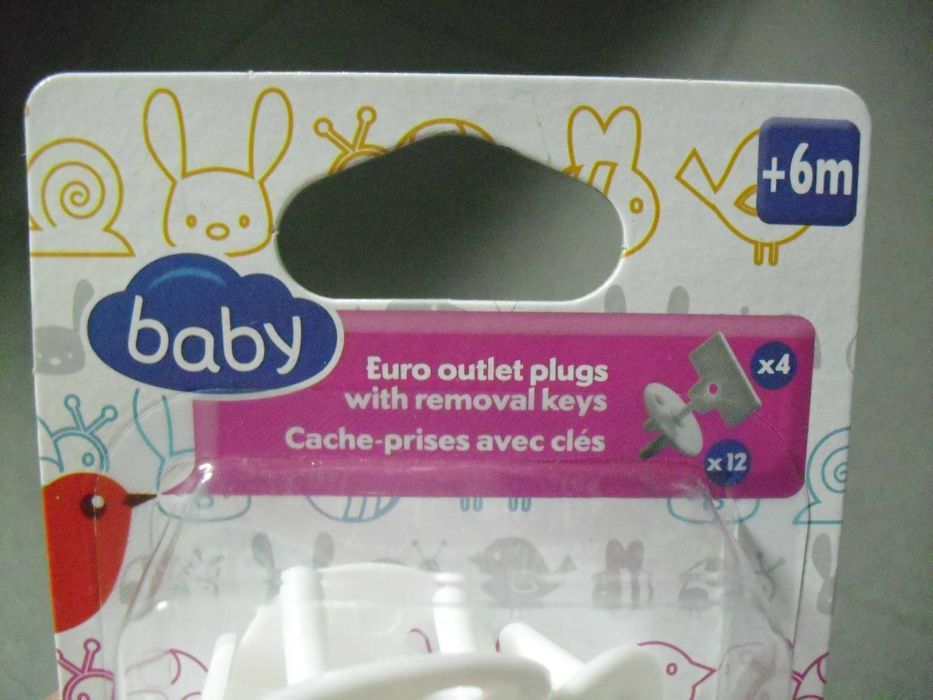 +6m
baby
Euro outlet plugs
with removal keys
Cache-prises avec clés
x4
x12